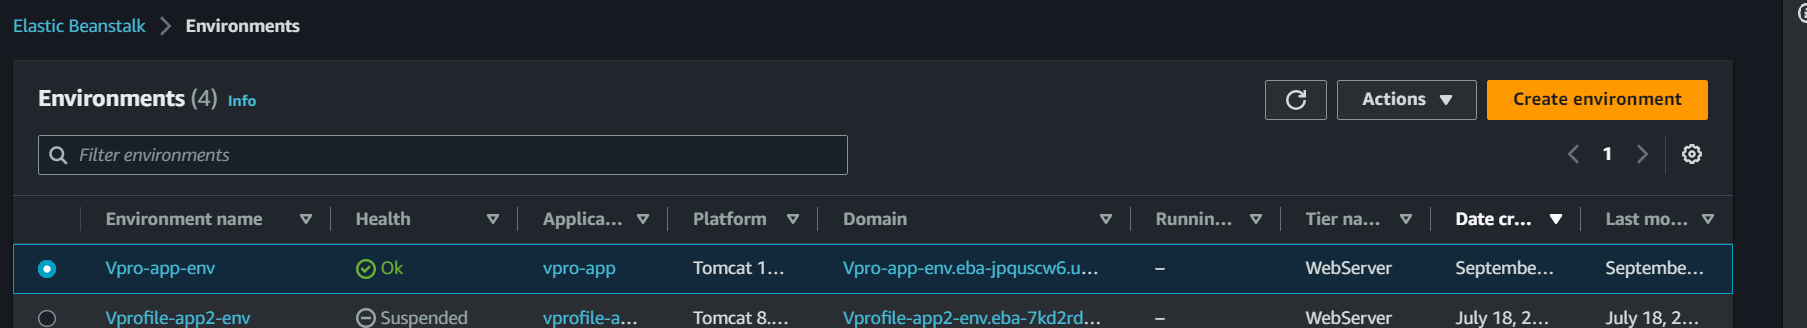 Elastic Beanstalk > Environments
Environments (4) Info
Actions
Create environment
Filter environments
1
Environment name Health Applica... Platform Domain Runnin... Tier na... Date cr... Last mo...
Vpro-app-env Ok vpro-app Tomcat 1... Vpro-app-env.eba-jpquscw6.u... – WebServer Septembe... Septembe...
Vprofile-app2-env Suspended vprofile-a... Tomcat 8.... Vprofile-app2-env.eba-7kd2rd... – WebServer July 18, 2... July 18, 2...